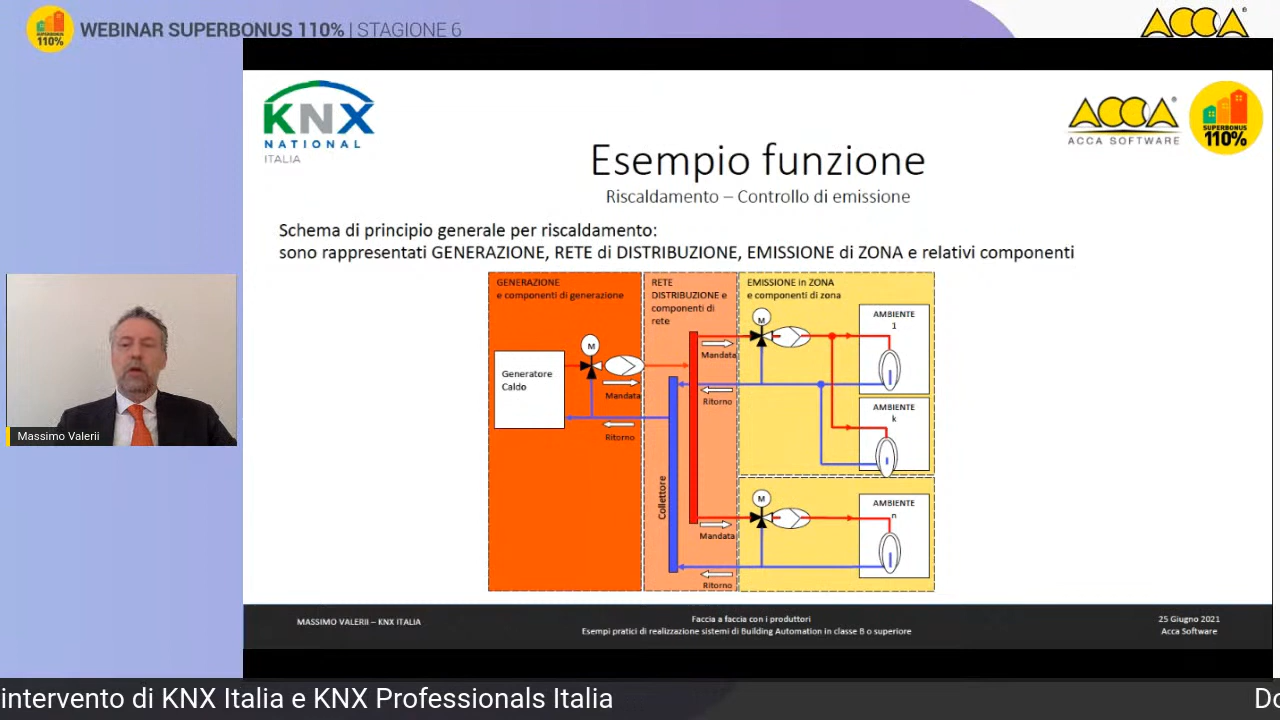 SUPERBONUS
110%
WEBINAR SUPERBONUS 110% | STAGIONE 6
ACCA
KNX
NATIONAL
ITALIA
ACCA
ACCA SOFTWARE
SUPERBONUS
110%
Esempio funzione
Riscaldamento – Controllo di emissione
Schema di principio generale per riscaldamento:
sono rappresentati GENERAZIONE, RETE di DISTRIBUZIONE, EMISSIONE di ZONA e relativi componenti
GENERAZIONE
e componenti di generazione
RETE
DISTRIBUZIONE e
componenti di
rete
EMISSIONE in ZONA
e componenti di zona
Generatore
Caldo
M
Mandata
Ritorno
Collettore
Mandata
Ritorno
M
AMBIENTE
1
AMBIENTE
k
M
Mandata
Ritorno
AMBIENTE
n
Massimo Valerii
MASSIMO VALERII – KNX ITALIA
Faccia a faccia con i produttori
Esempi pratici di realizzazione sistemi di Building Automation in classe B o superiore
25 Giugno 2021
Acca Software
intervento di KNX Italia e KNX Professionals Italia